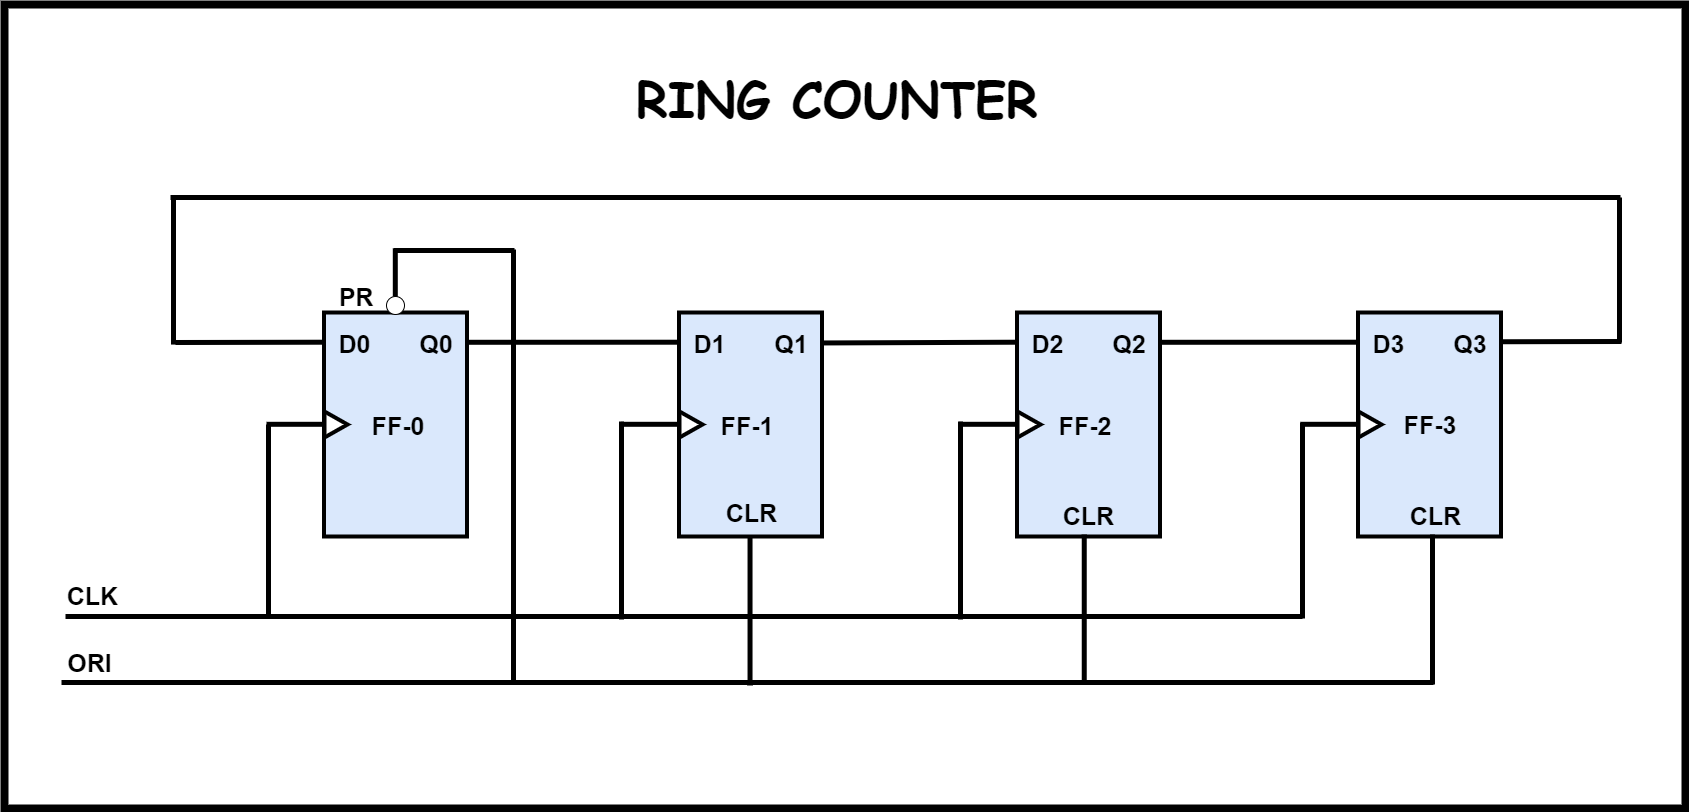 RING COUNTER
PR
D0 Q0 D1 Q1 D2 Q2 D3 Q3
FF-0 FF-1 FF-2 FF-3
CLR CLR CLR
CLK
ORI